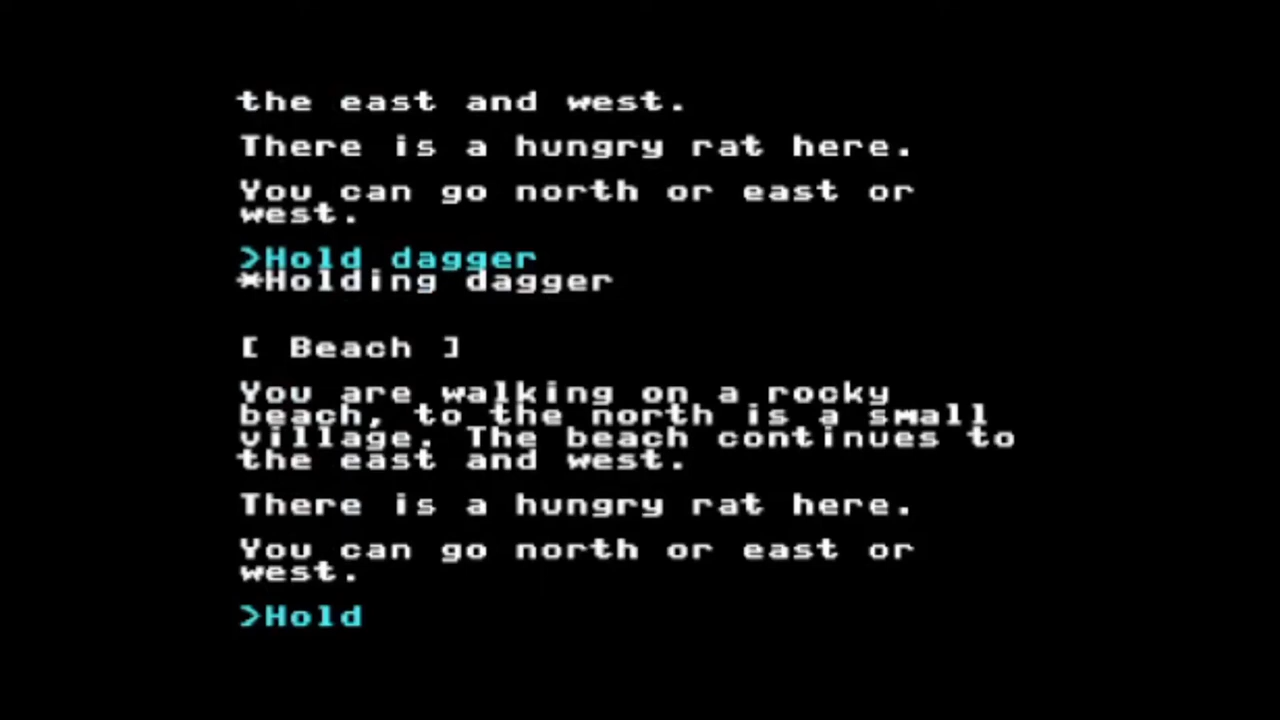 the east and west.
There is a hungry rat here.
You can go north or east or
west.
>Hold dagger
*Holding dagger
[ Beach ]
You are walking on a rocky
beach, to the north is a small
village. The beach continues to
the east and west.
There is a hungry rat here.
You can go north or east or
west.
>Hold